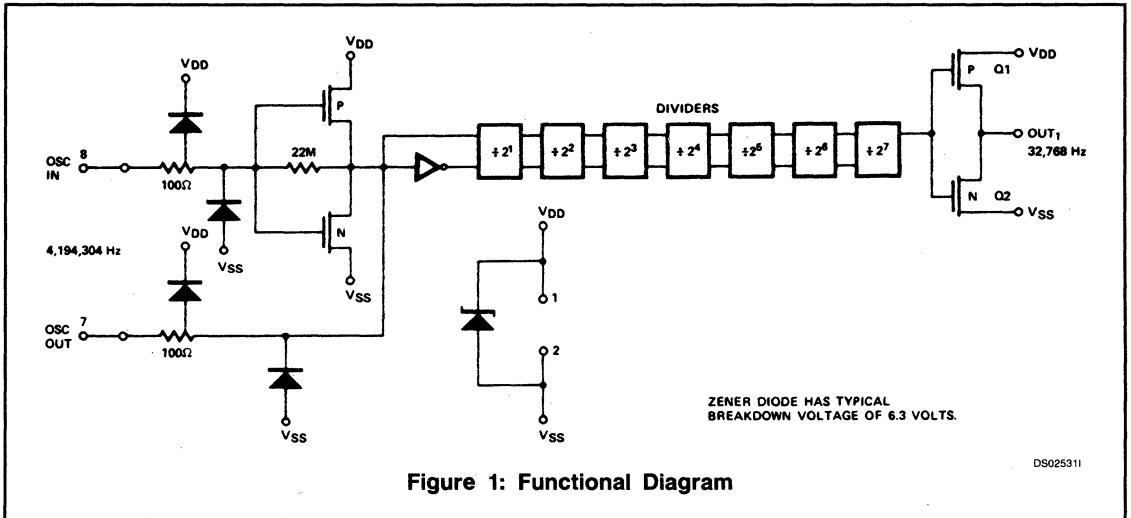 VDD
OSC IN
8
100Ω
VSS
4,194,304 Hz
VDD
OSC OUT
7
100Ω
VSS
VDD
P
22M
N
VSS
DIVIDERS
÷2¹
÷2²
÷2³
÷2⁴
÷2⁵
÷2⁶
÷2⁷
VDD
1
2
VSS
P Q1
VDD
OUT₁
32,768 Hz
N Q2
VSS
ZENER DIODE HAS TYPICAL
BREAKDOWN VOLTAGE OF 6.3 VOLTS.
DS02531I
Figure 1: Functional Diagram